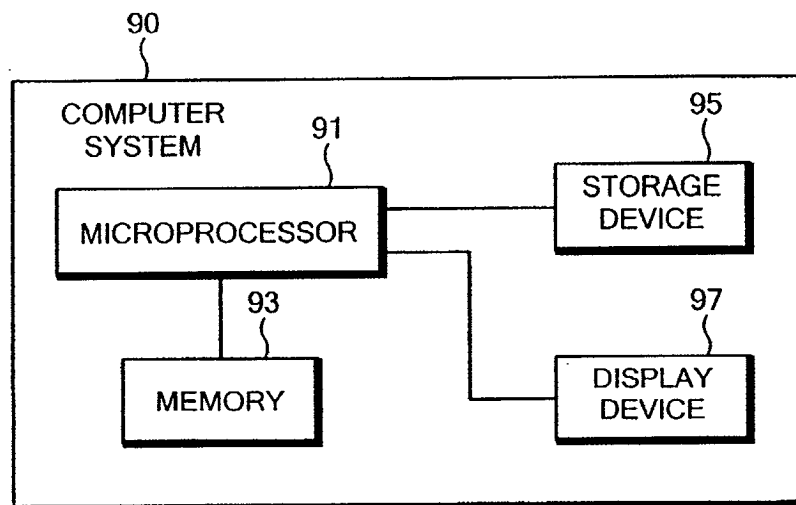 90
COMPUTER
SYSTEM
91
MICROPROCESSOR
93
MEMORY
95
STORAGE
DEVICE
97
DISPLAY
DEVICE